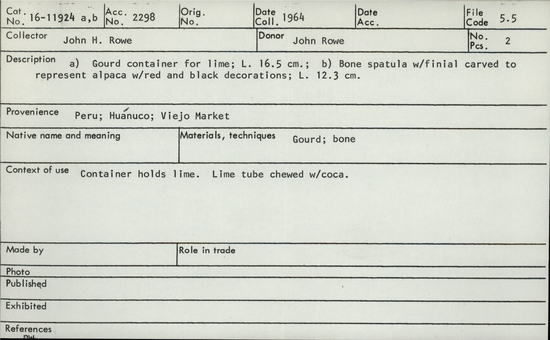 Cat. No. 16-11924 a,b Acc. No. 2298 Orig. No. Date Coll. 1964 Date Acc. File Code 5.5
Collector John H. Rowe Donor John Rowe No. Pcs. 2
Description a) Gourd container for lime; L. 16.5 cm.; b) Bone spatula w/finial carved to
represent alpaca w/red and black decorations; L. 12.3 cm.
Provenience Peru; Huánuco; Viejo Market
Native name and meaning Materials, techniques Gourd; bone
Context of use Container holds lime. Lime tube chewed w/coca.
Made by Role in trade
Photo
Published
Exhibited
References